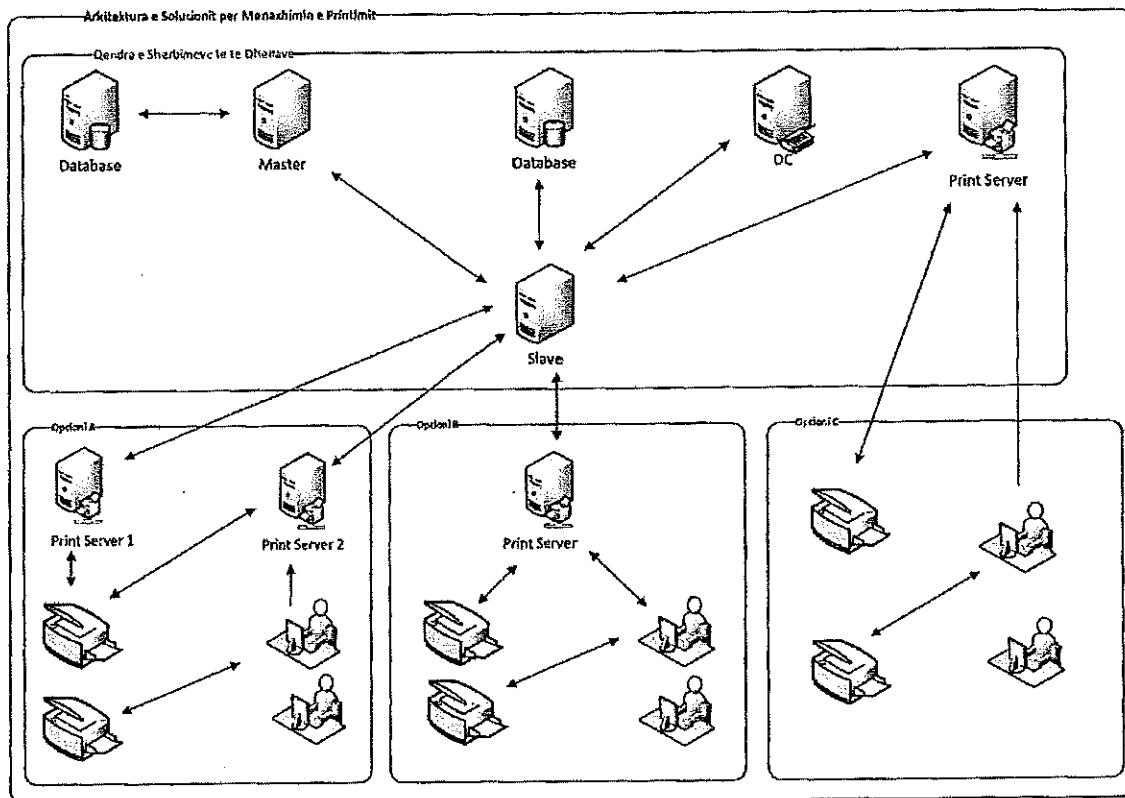 Arkitektura e Solucionit per Menaxhimin e Printimit
Qendra e Sherbimeve te te Dhenave
Database
Master
Database
DC
Print Server
Slave
Opcioni A
Opcioni B
Opcioni C
Print Server 1
Print Server 2
Print Server